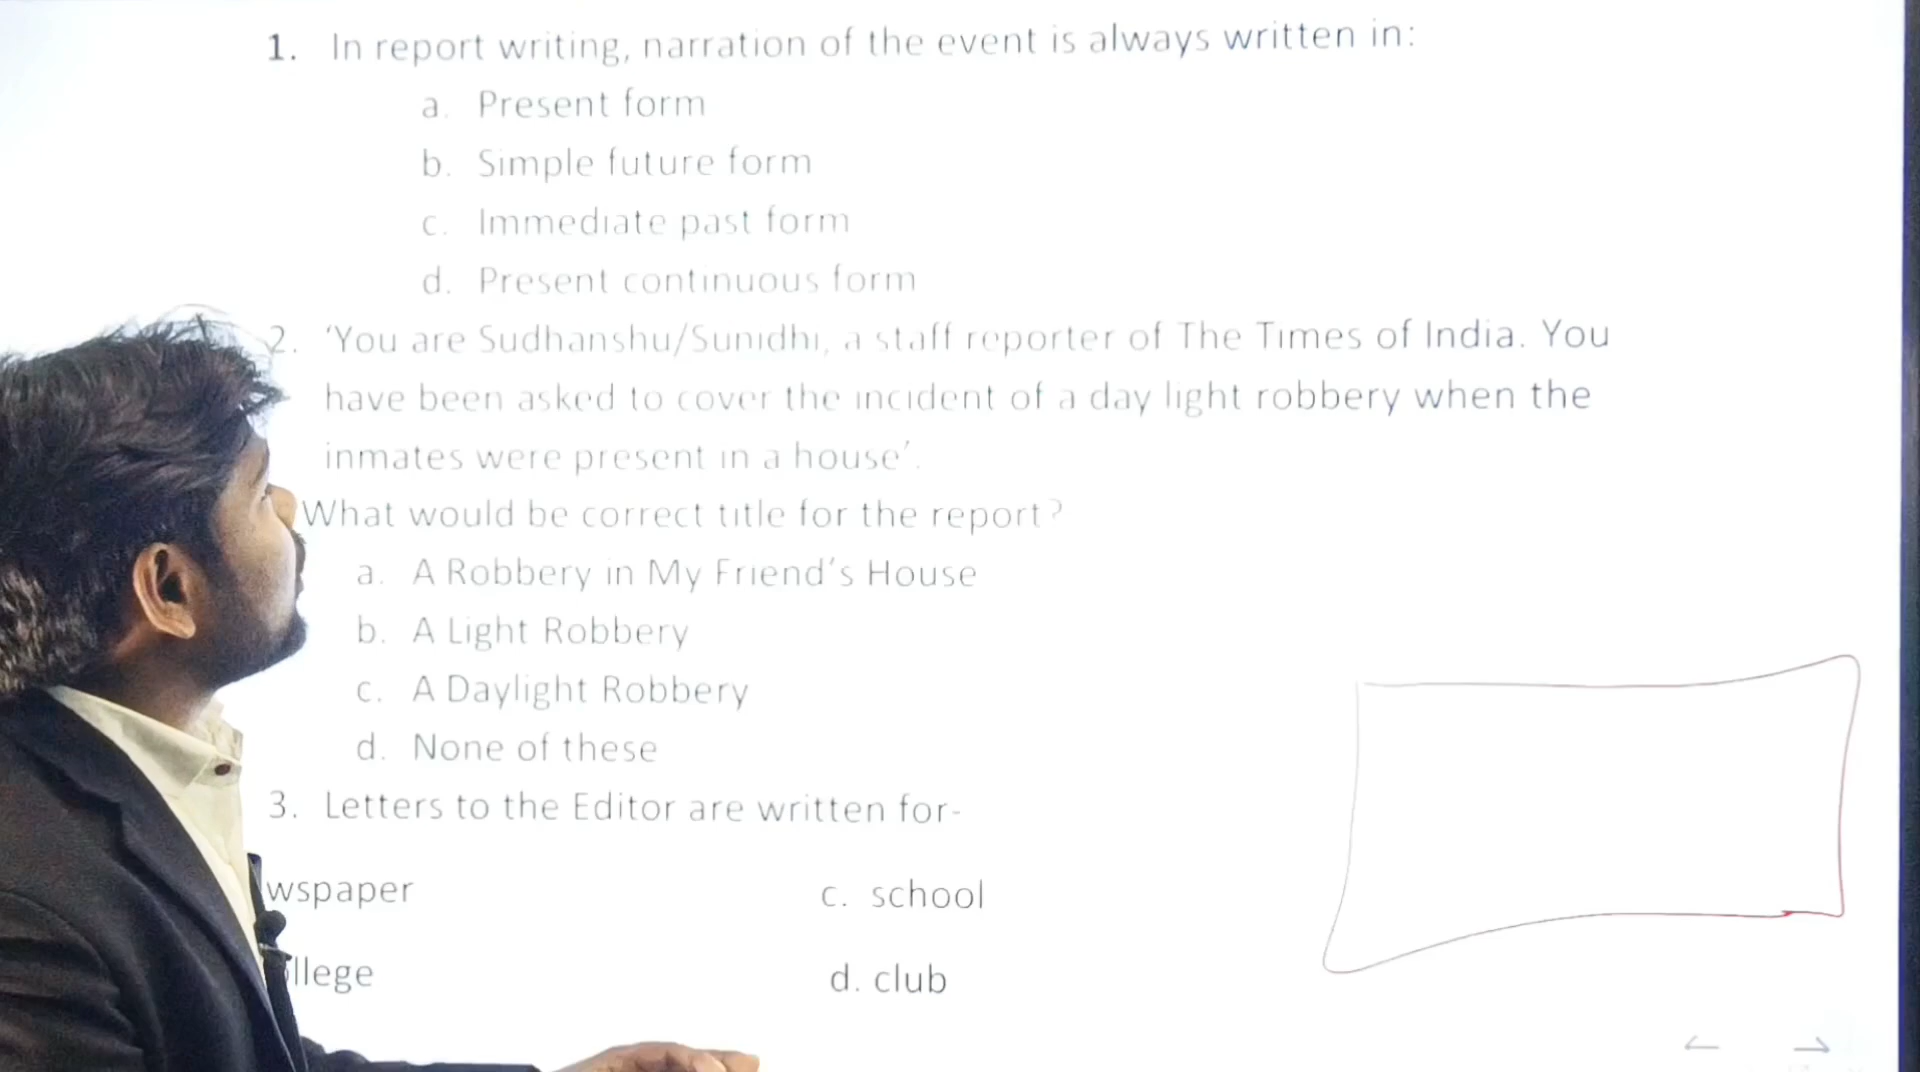 1. In report writing, narration of the event is always written in:
a. Present form
b. Simple future form
c. Immediate past form
d. Present continuous form
2. ‘You are Sudhanshu/Sunidhi, a staff reporter of The Times of India. You
have been asked to cover the incident of a day light robbery when the
inmates were present in a house’.
What would be correct title for the report?
a. A Robbery in My Friend’s House
b. A Light Robbery
c. A Daylight Robbery
d. None of these
3. Letters to the Editor are written for-
wspaper c. school
llege d. club